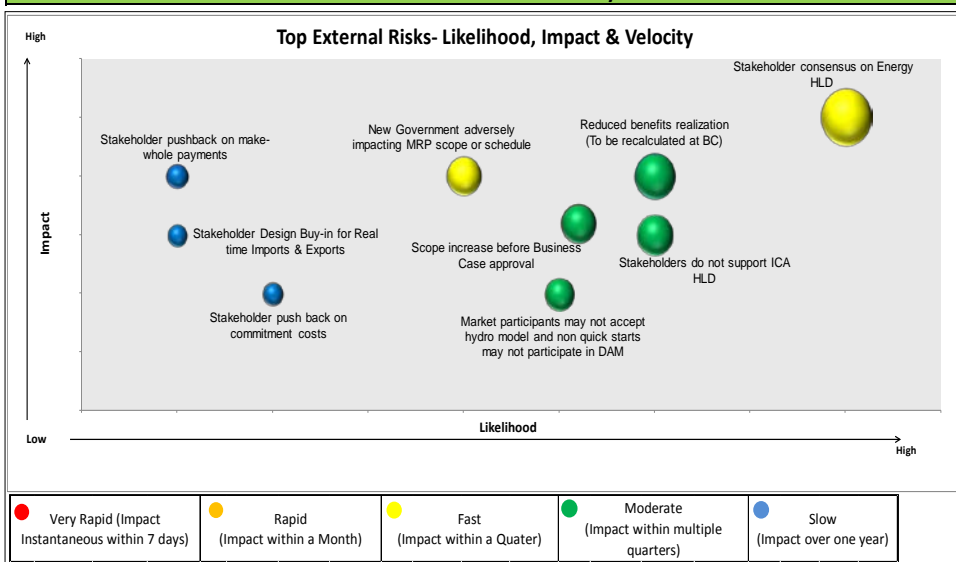 Top External Risks- Likelihood, Impact & Velocity
High
Stakeholder consensus on Energy
HLD
New Government adversely
impacting MRP scope or schedule
Reduced benefits realization
(To be recalculated at BC)
Stakeholder pushback on make-
whole payments
Impact
Stakeholder Design Buy-in for Real
time Imports & Exports
Scope increase before Business
Case approval
Stakeholders do not support ICA
HLD
Stakeholder push back on
commitment costs
Market participants may not accept
hydro model and non quick starts
may not participate in DAM
Likelihood
Low
High
Very Rapid (Impact
Instantaneous within 7 days)
Rapid
(Impact within a Month)
Fast
(Impact within a Quater)
Moderate
(Impact within multiple
quarters)
Slow
(Impact over one year)